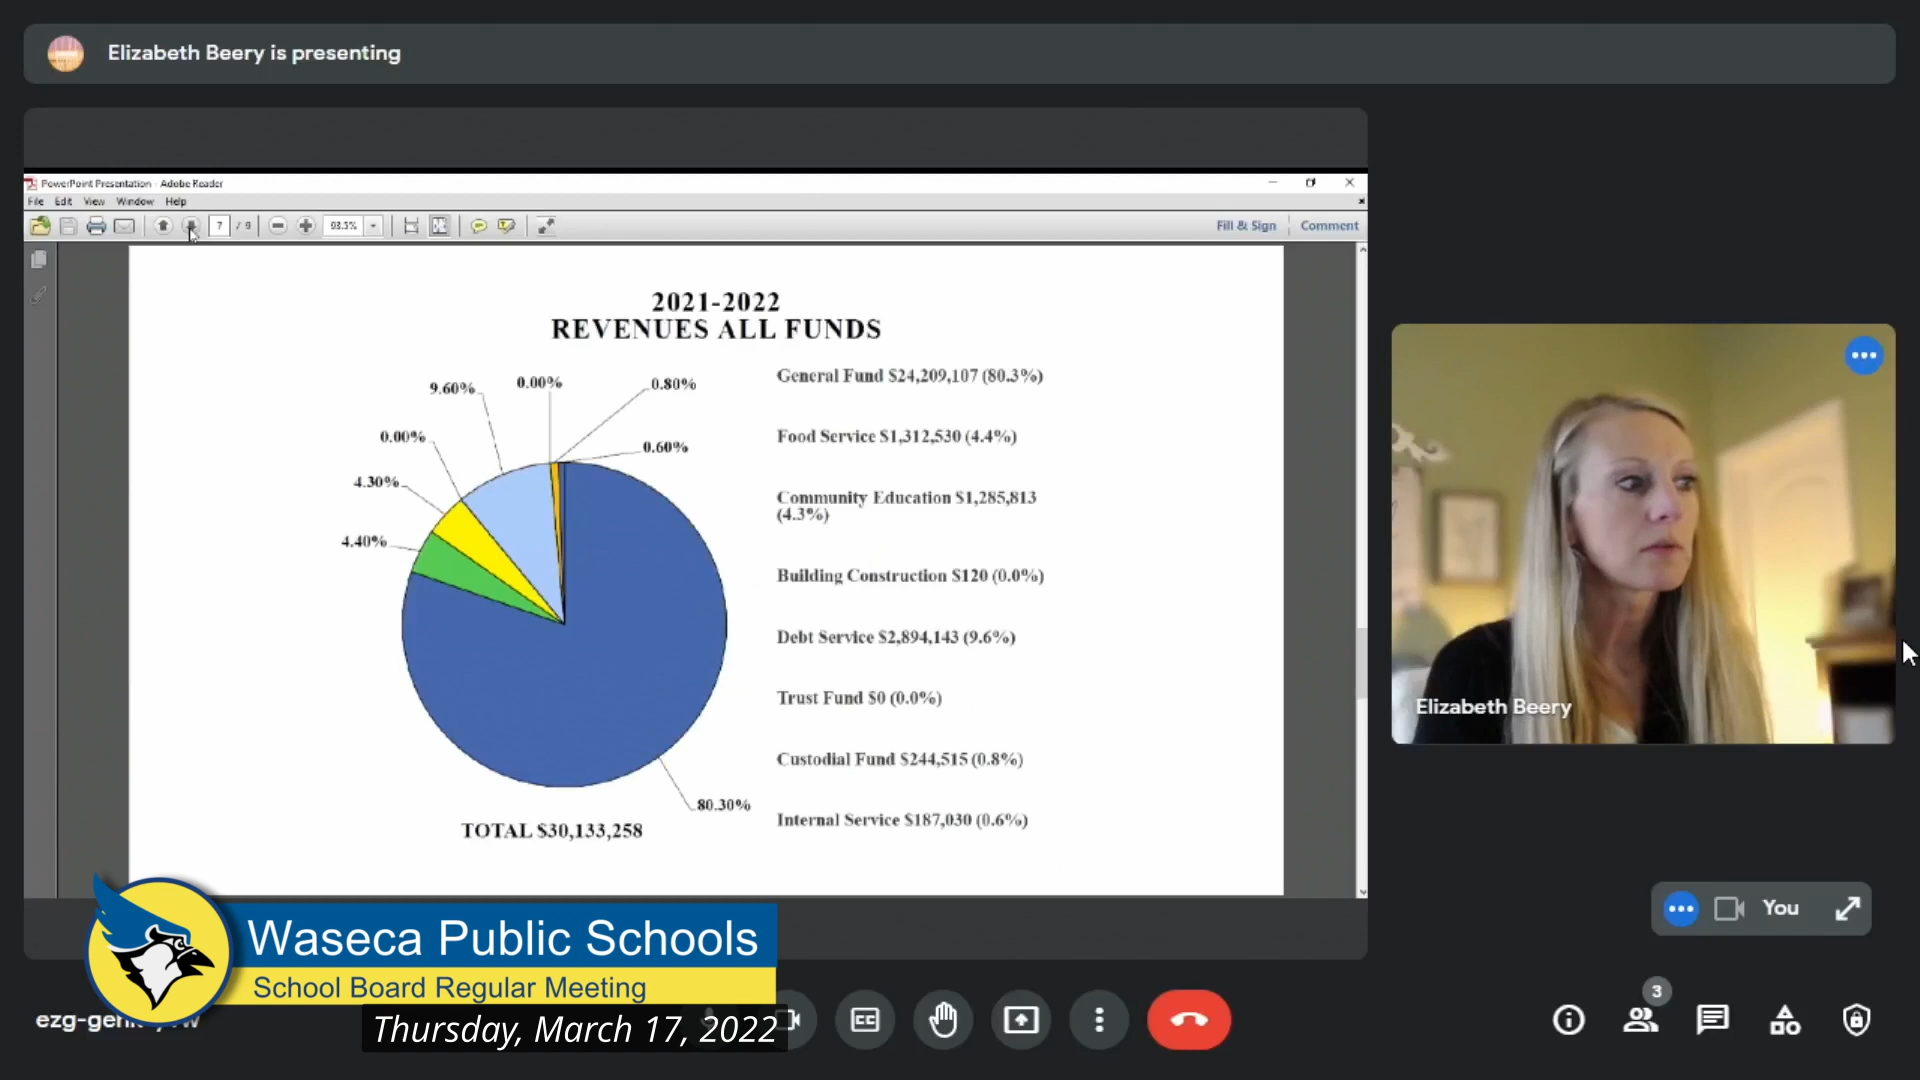 Elizabeth Beery is presenting
PowerPoint Presentation - Adobe Reader
File Edit View Window Help
7 / 9 93.5% Fill & Sign Comment
2021-2022
REVENUES ALL FUNDS
9.60% 0.00% 0.80%
0.00% 0.60%
4.30%
4.40%
80.30%
TOTAL $30,133,258
General Fund $24,209,107 (80.3%)
Food Service $1,312,530 (4.4%)
Community Education $1,285,813
(4.3%)
Building Construction $120 (0.0%)
Debt Service $2,894,143 (9.6%)
Trust Fund $0 (0.0%)
Custodial Fund $244,515 (0.8%)
Internal Service $187,030 (0.6%)
Elizabeth Beery
You
Waseca Public Schools
School Board Regular Meeting
Thursday, March 17, 2022
CC
3